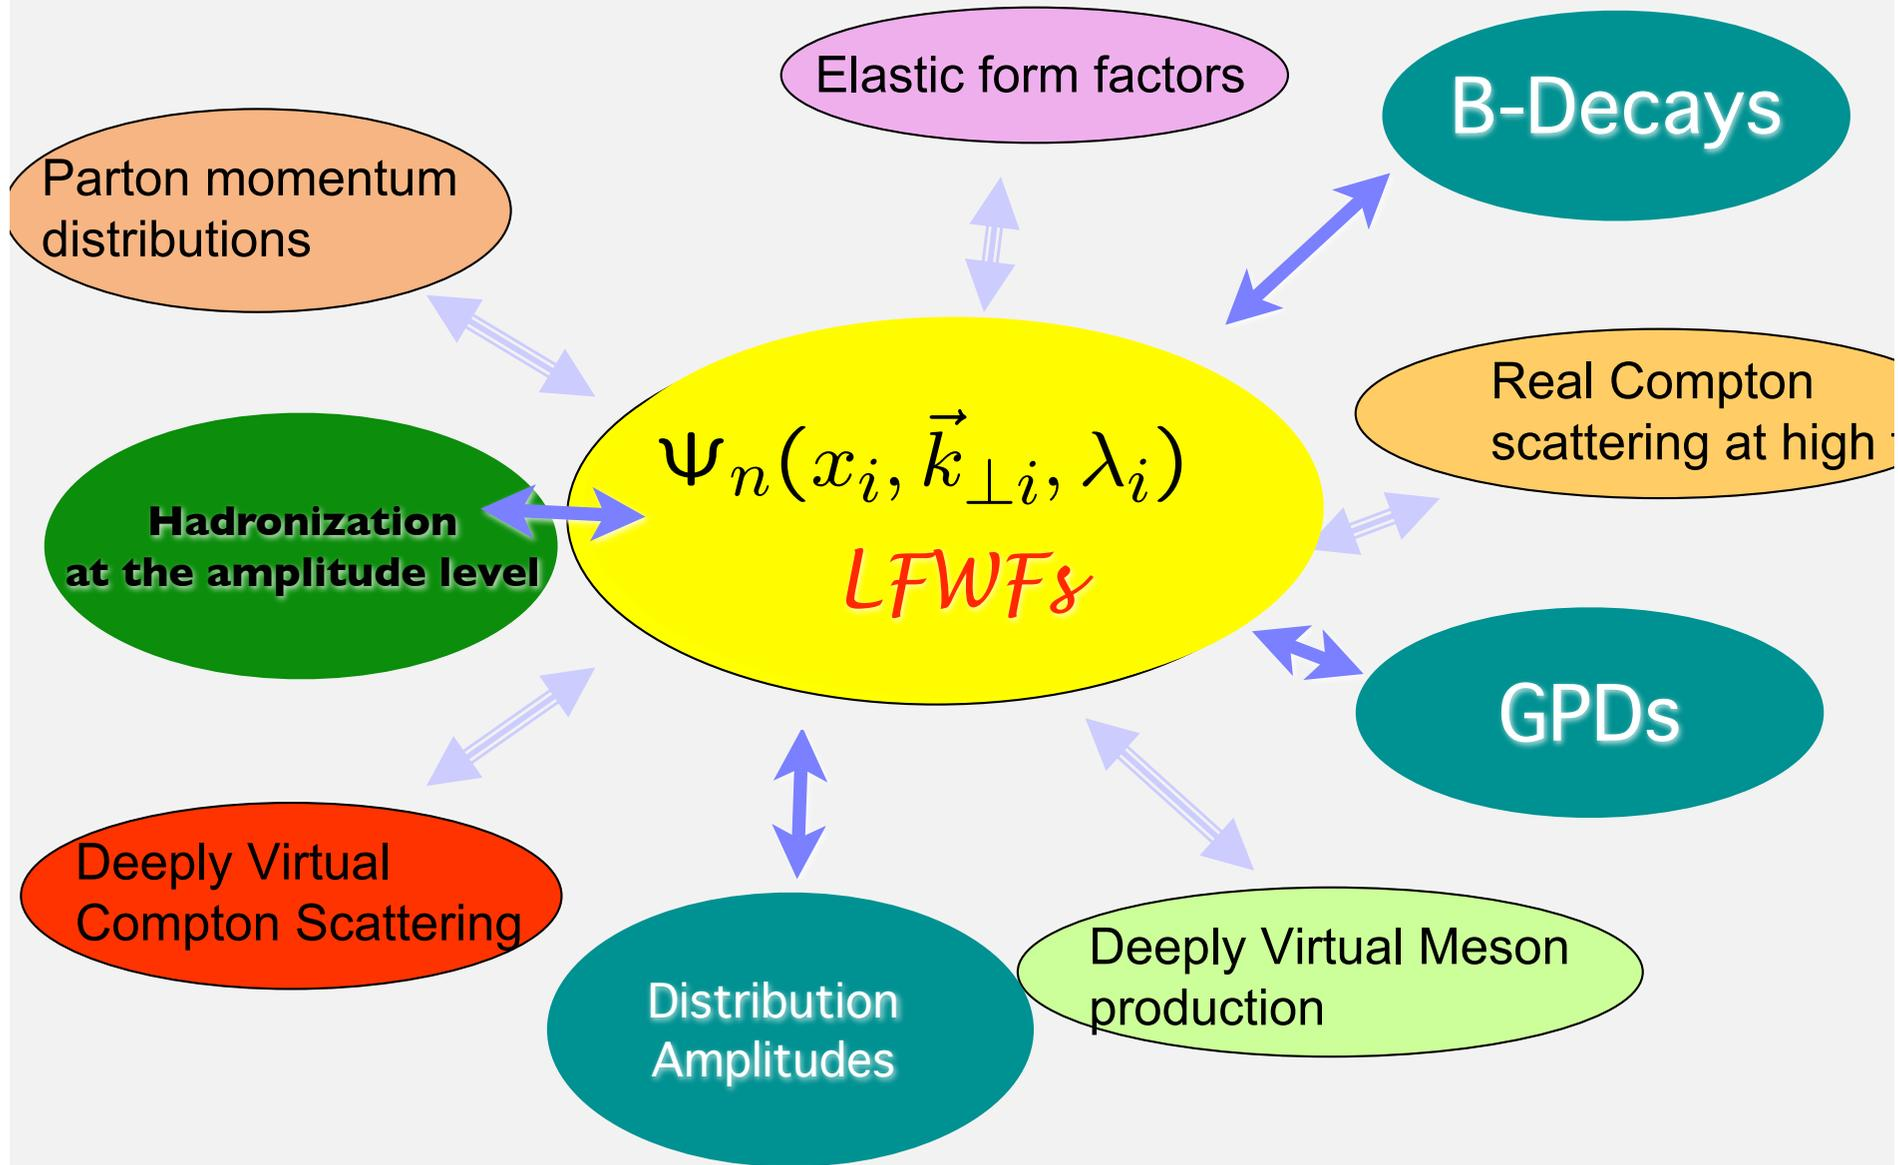 Elastic form factors
B-Decays
Parton momentum
distributions
Real Compton
scattering at high
Ψₙ(xᵢ, k⃗⊥ᵢ, λᵢ)
LFWFs
Hadronization
at the amplitude level
GPDs
Deeply Virtual
Compton Scattering
Distribution
Amplitudes
Deeply Virtual Meson
production